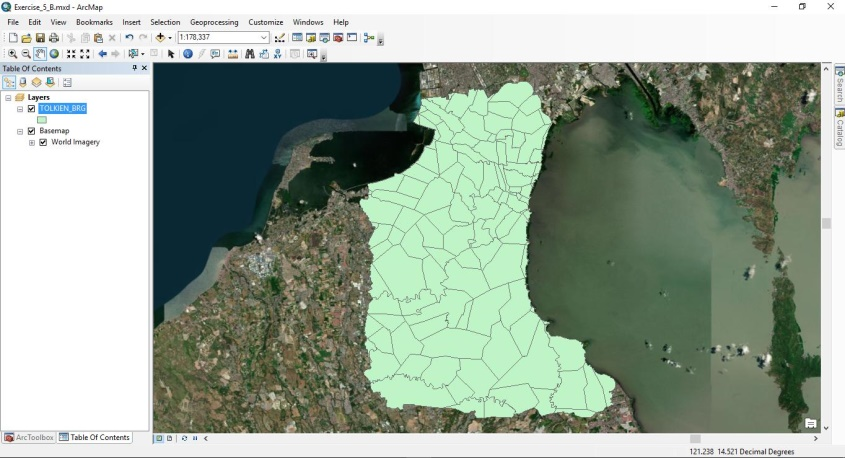 Exercise_5_B.mxd - ArcMap
File Edit View Bookmarks Insert Selection Geoprocessing Customize Windows Help
1:178,337
Table Of Contents
Layers
TOLKIEN_BRG
Basemap
World Imagery
Search
Catalog
ArcToolbox Table Of Contents
121.238 14.521 Decimal Degrees